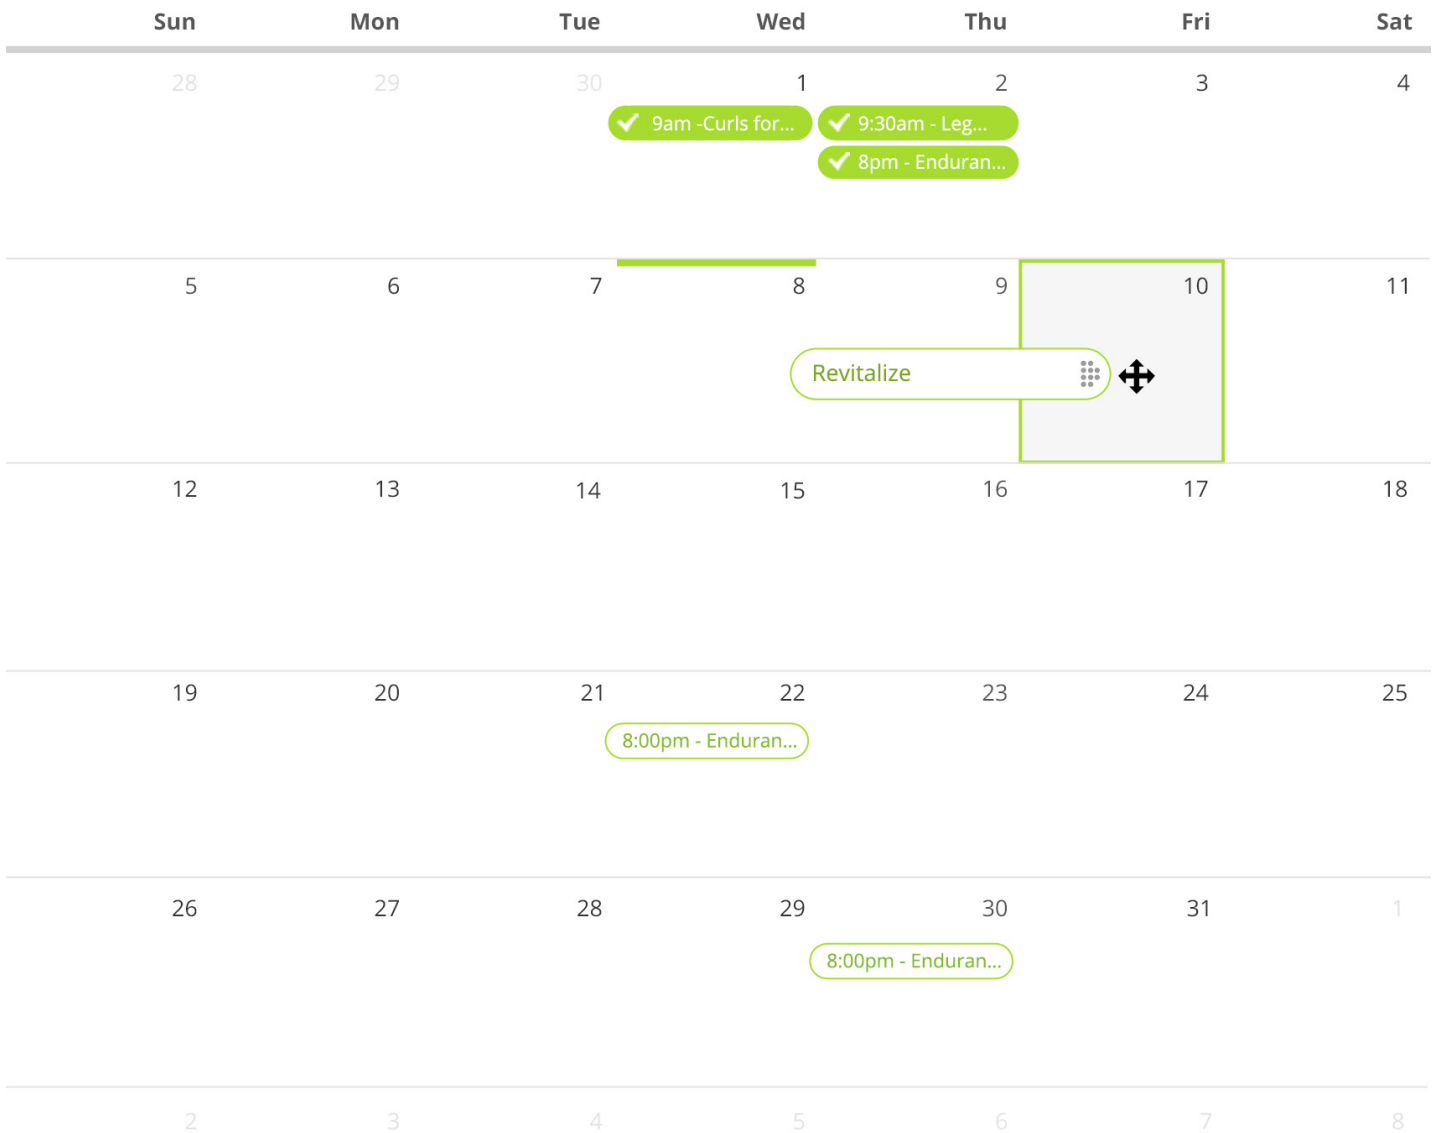 Sun Mon Tue Wed Thu Fri Sat
28 29 30 1 2 3 4
9am -Curls for... 9:30am - Leg...
8pm - Enduran...
5 6 7 8 9 10 11
Revitalize
12 13 14 15 16 17 18
19 20 21 22 23 24 25
8:00pm - Enduran...
26 27 28 29 30 31 1
8:00pm - Enduran...
2 3 4 5 6 7 8